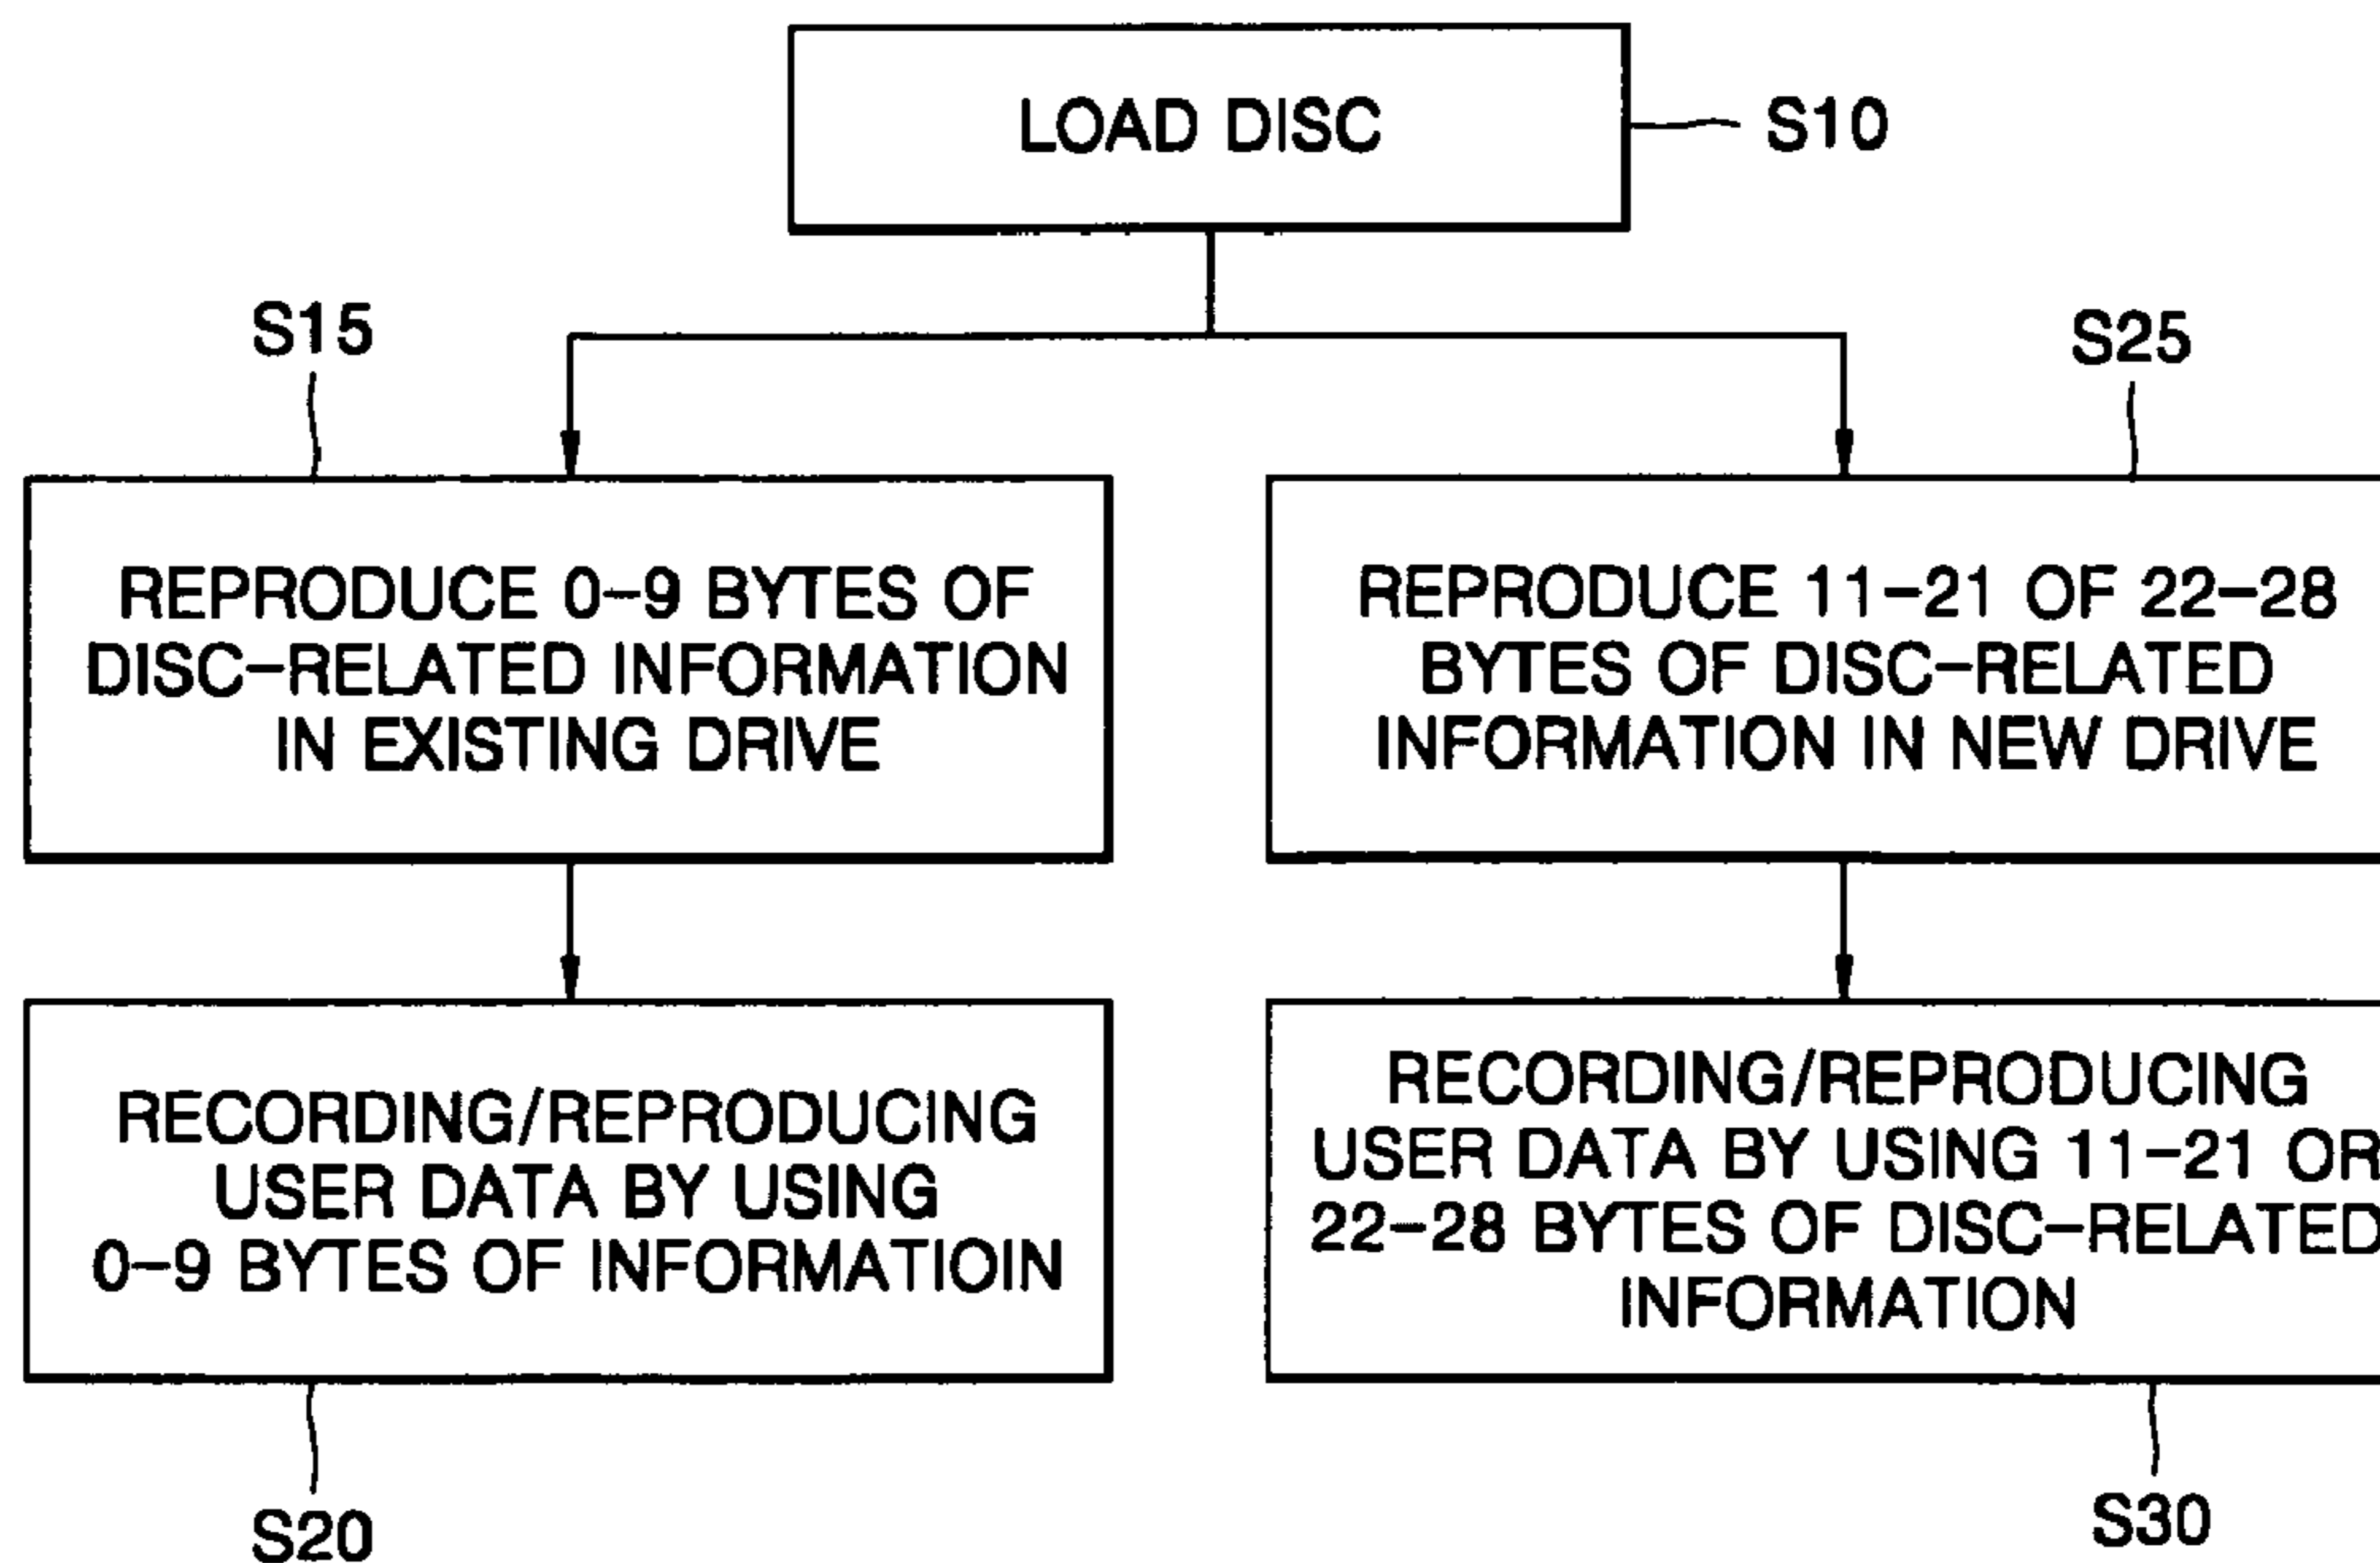 LOAD DISC
S10
S15
S25
REPRODUCE 0-9 BYTES OF
DISC-RELATED INFORMATION
IN EXISTING DRIVE
REPRODUCE 11-21 OF 22-28
BYTES OF DISC-RELATED
INFORMATION IN NEW DRIVE
RECORDING/REPRODUCING
USER DATA BY USING
0-9 BYTES OF INFORMATIOIN
RECORDING/REPRODUCING
USER DATA BY USING 11-21 OR
22-28 BYTES OF DISC-RELATED
INFORMATION
S20
S30